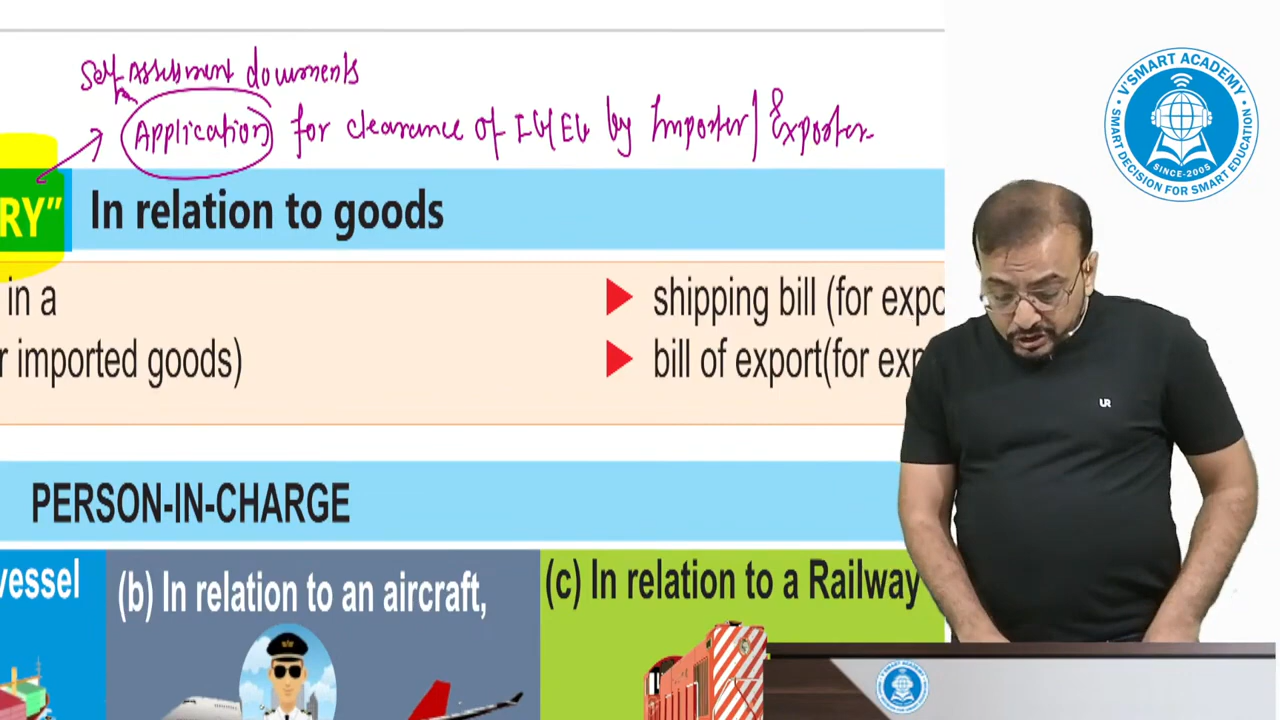 Self Assessment documents
Application for clearance of IG/EG by Importer / Exporter
RY” In relation to goods
in a
r imported goods)
shipping bill (for expo
bill of export(for exp
PERSON-IN-CHARGE
vessel
(b) In relation to an aircraft,
(c) In relation to a Railway
V'SMART ACADEMY
SINCE-2005
SMART DECISION FOR SMART EDUCATION
UR